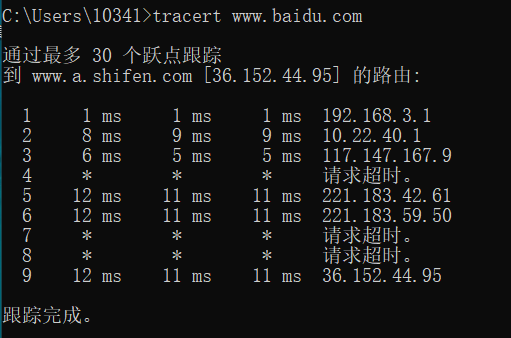 C:\Users\10341>tracert www.baidu.com
通过最多 30 个跃点跟踪
到 www.a.shifen.com [36.152.44.95] 的路由:
1 1 ms 1 ms 1 ms 192.168.3.1
2 8 ms 9 ms 9 ms 10.22.40.1
3 6 ms 5 ms 5 ms 117.147.167.9
4 * * * 请求超时。
5 12 ms 11 ms 11 ms 221.183.42.61
6 12 ms 11 ms 11 ms 221.183.59.50
7 * * * 请求超时。
8 * * * 请求超时。
9 12 ms 11 ms 11 ms 36.152.44.95
跟踪完成。